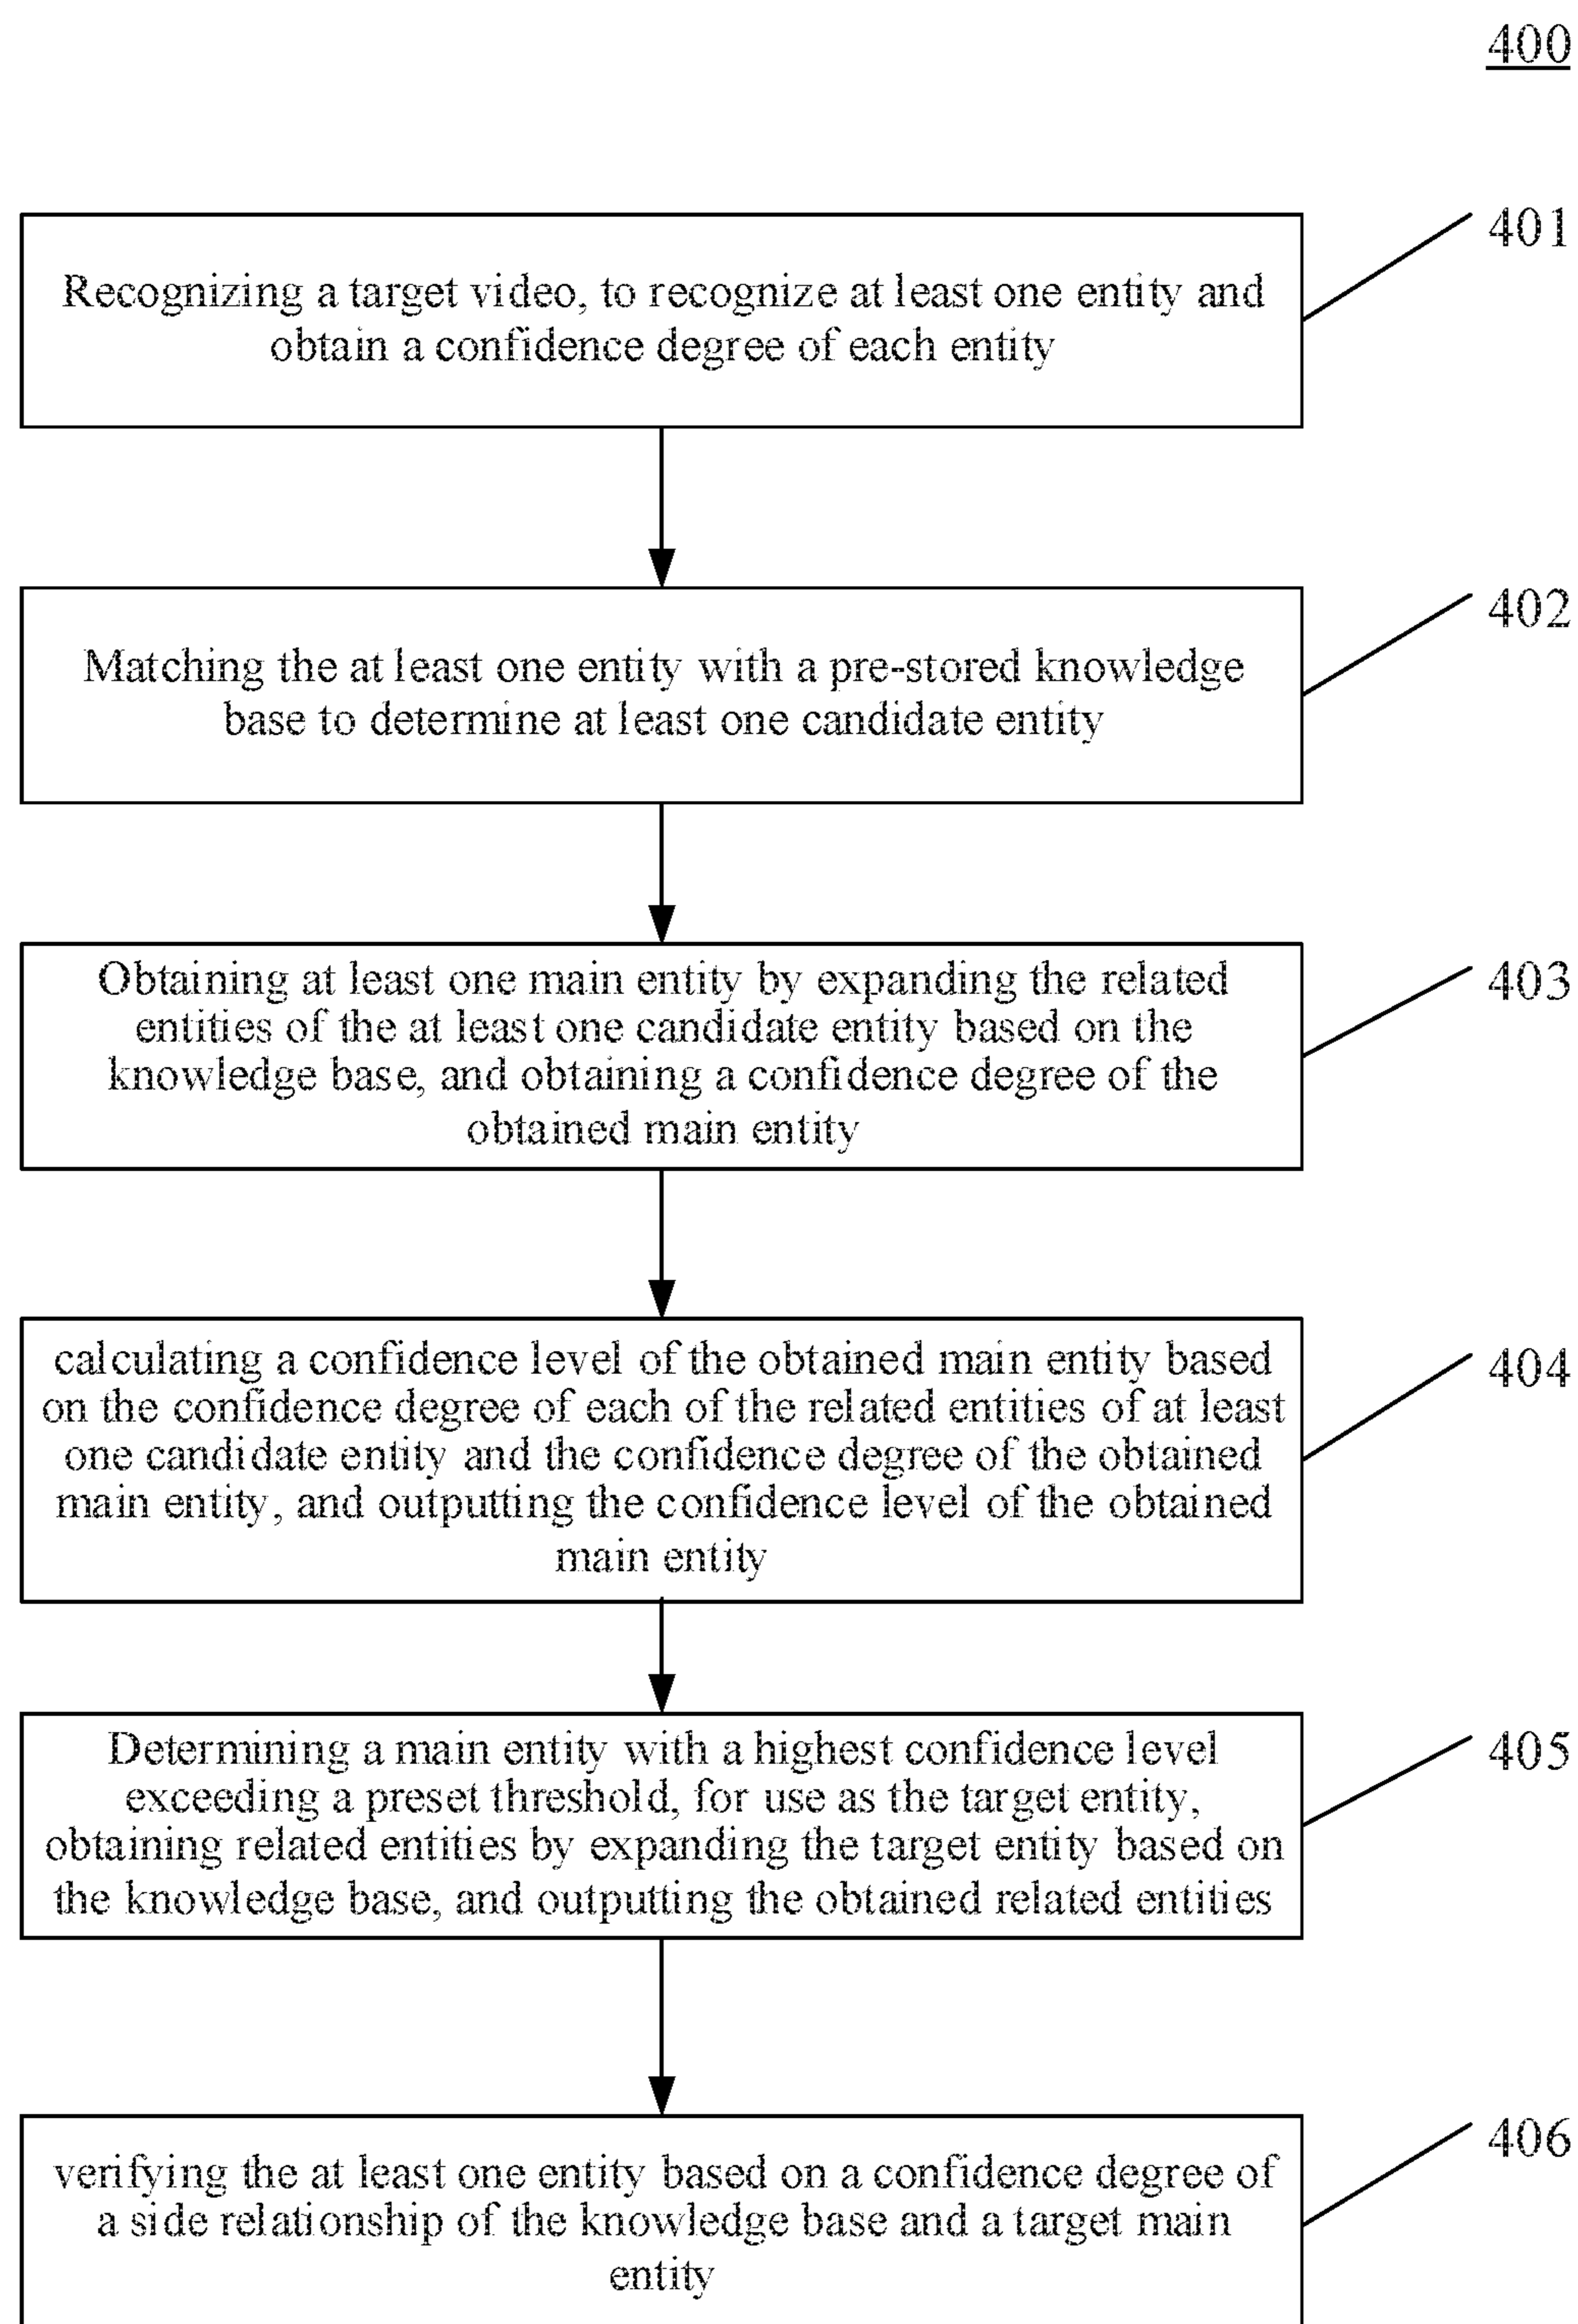 400
401
Recognizing a target video, to recognize at least one entity and
obtain a confidence degree of each entity
402
Matching the at least one entity with a pre-stored knowledge
base to determine at least one candidate entity
403
Obtaining at least one main entity by expanding the related
entities of the at least one candidate entity based on the
knowledge base, and obtaining a confidence degree of the
obtained main entity
404
calculating a confidence level of the obtained main entity based
on the confidence degree of each of the related entities of at least
one candidate entity and the confidence degree of the obtained
main entity, and outputting the confidence level of the obtained
main entity
405
Determining a main entity with a highest confidence level
exceeding a preset threshold, for use as the target entity,
obtaining related entities by expanding the target entity based on
the knowledge base, and outputting the obtained related entities
406
verifying the at least one entity based on a confidence degree of
a side relationship of the knowledge base and a target main
entity